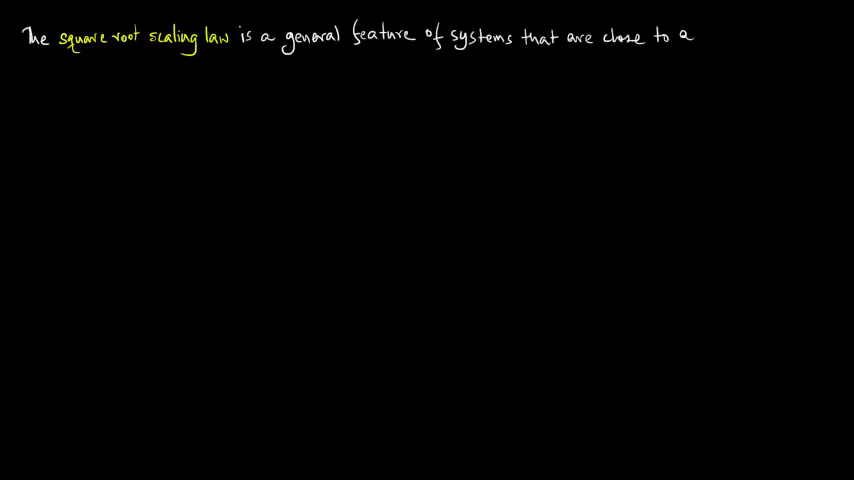 The square root scaling law is a general feature of systems that are close to a